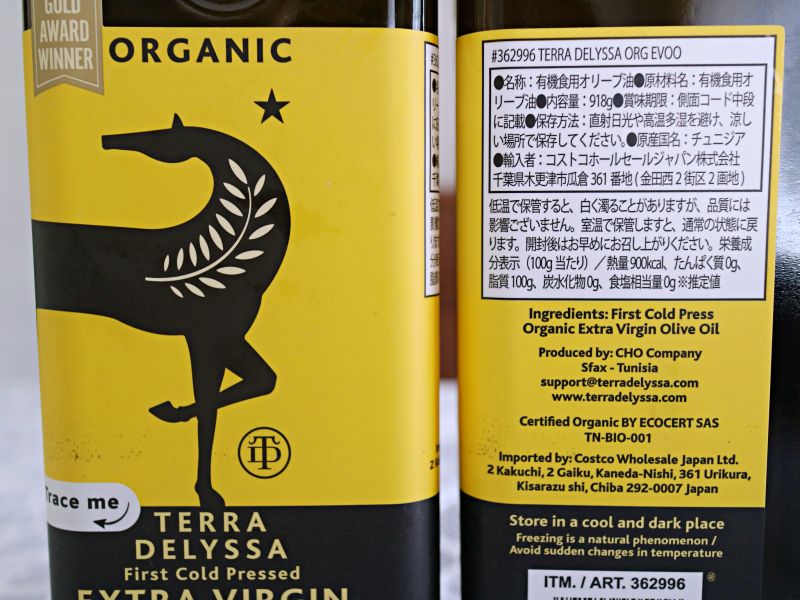 GOLD
AWARD
WINNER
ORGANIC
Trace me
TERRA
DELYSSA
First Cold Pressed
EXTRA VIRGIN
#362996 TERRA DELYSSA ORG EVOO
●名称：有機食用オリーブ油●原材料名：有機食用オ
リーブ油●内容量：918g●賞味期限：側面コード中段
に記載●保存方法：直射日光や高温多湿を避け、涼し
い場所で保存してください。●原産国名：チュニジア
●輸入者：コストコホールセールジャパン株式会社
千葉県木更津市瓜倉 361 番地 ( 金田西 2 街区 2 画地 )
低温で保管すると、白く濁ることがありますが、品質には
影響ございません。室温で保管しますと、通常の状態に戻
ります。開封後はお早めにお召し上がりください。栄養成
分表示（100g 当たり）／熱量 900kcal、たんぱく質 0g、
脂質 100g、炭水化物 0g、食塩相当量 0g ※推定値
Ingredients: First Cold Press
Organic Extra Virgin Olive Oil
Produced by: CHO Company
Sfax - Tunisia
support@terradelyssa.com
www.terradelyssa.com
Certified Organic BY ECOCERT SAS
TN-BIO-001
Imported by: Costco Wholesale Japan Ltd.
2 Kakuchi, 2 Gaiku, Kaneda-Nishi, 361 Urikura,
Kisarazu shi, Chiba 292-0007 Japan
Store in a cool and dark place
Freezing is a natural phenomenon /
Avoid sudden changes in temperature
ITM. / ART. 362996
®